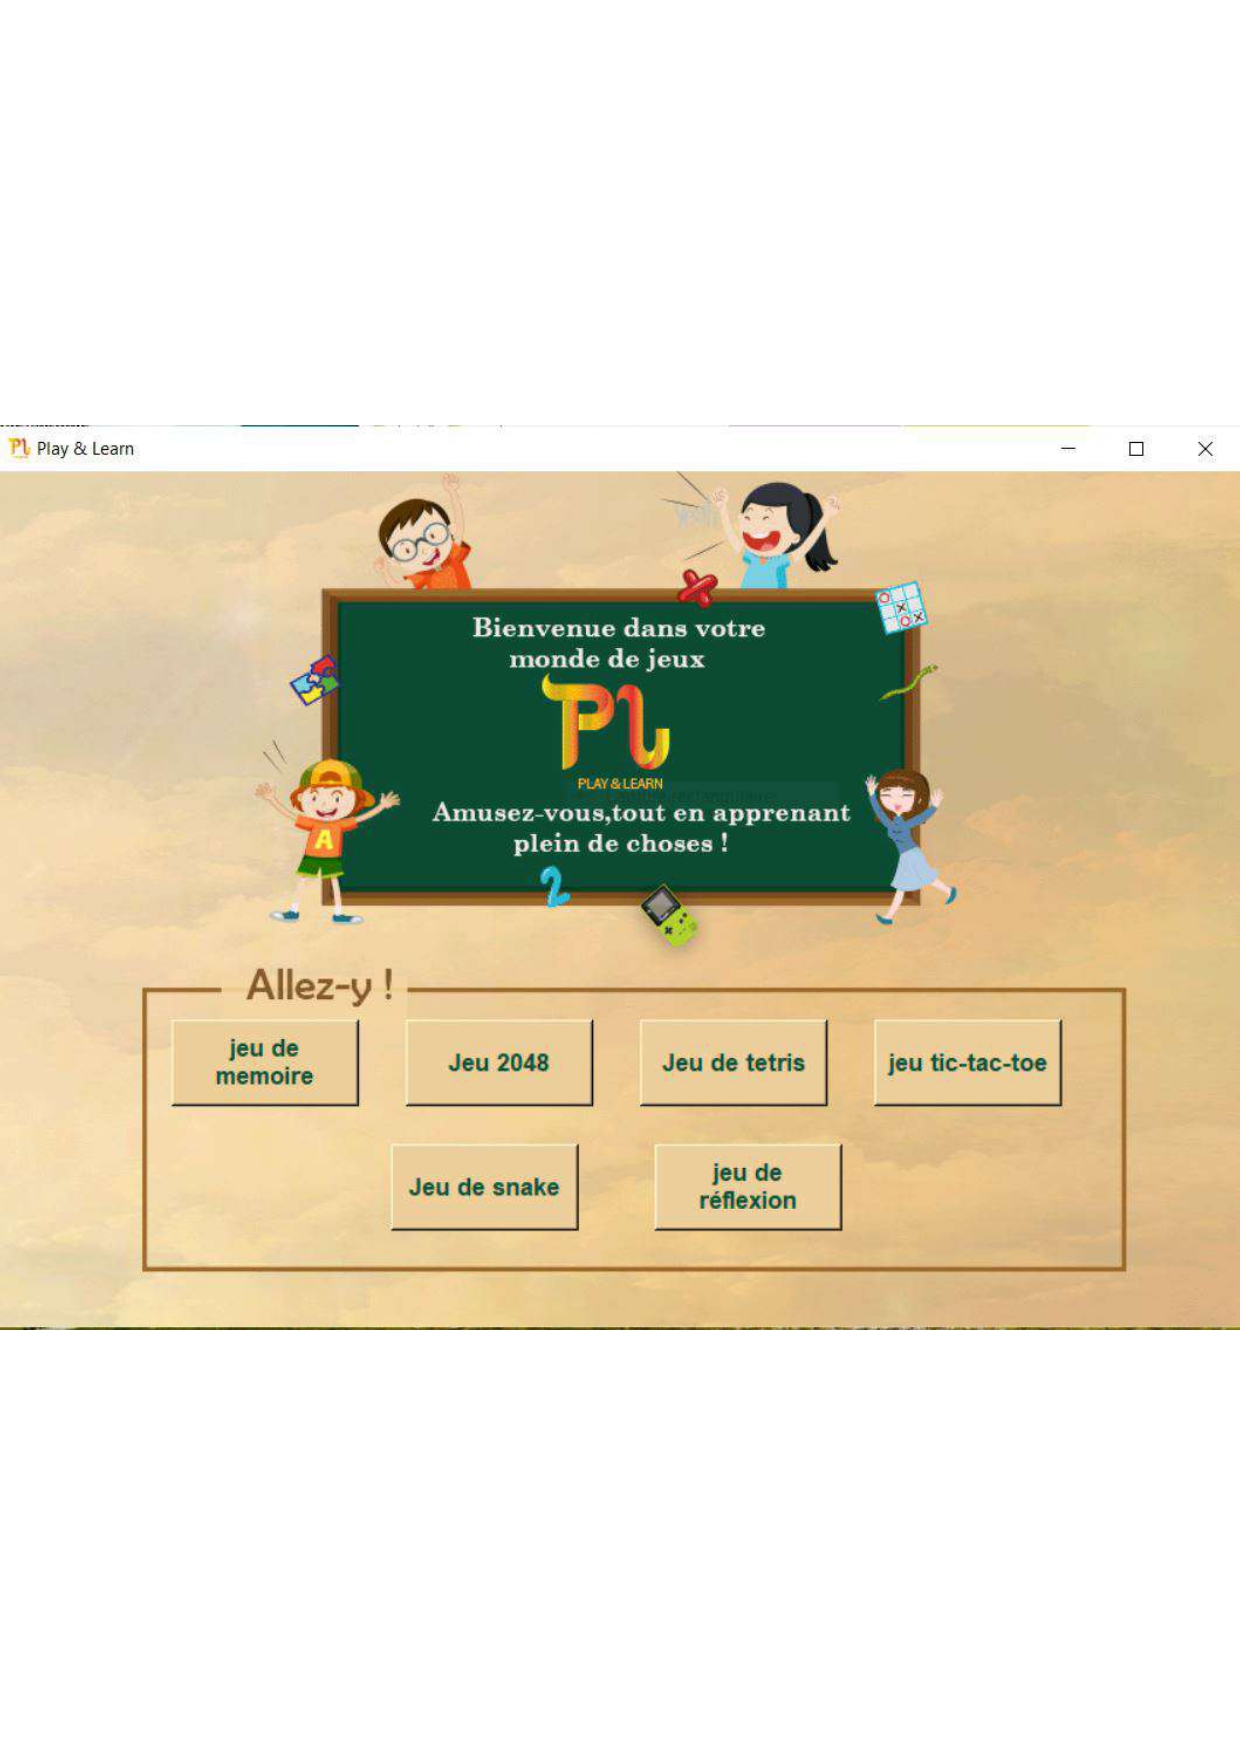 Play & Learn
Bienvenue dans votre
monde de jeux
Pl
PLAY & LEARN
Amusez-vous,tout en apprenant
plein de choses !
A
2
Allez-y !
jeu de
memoire
Jeu 2048
Jeu de tetris
jeu tic-tac-toe
Jeu de snake
jeu de
réflexion